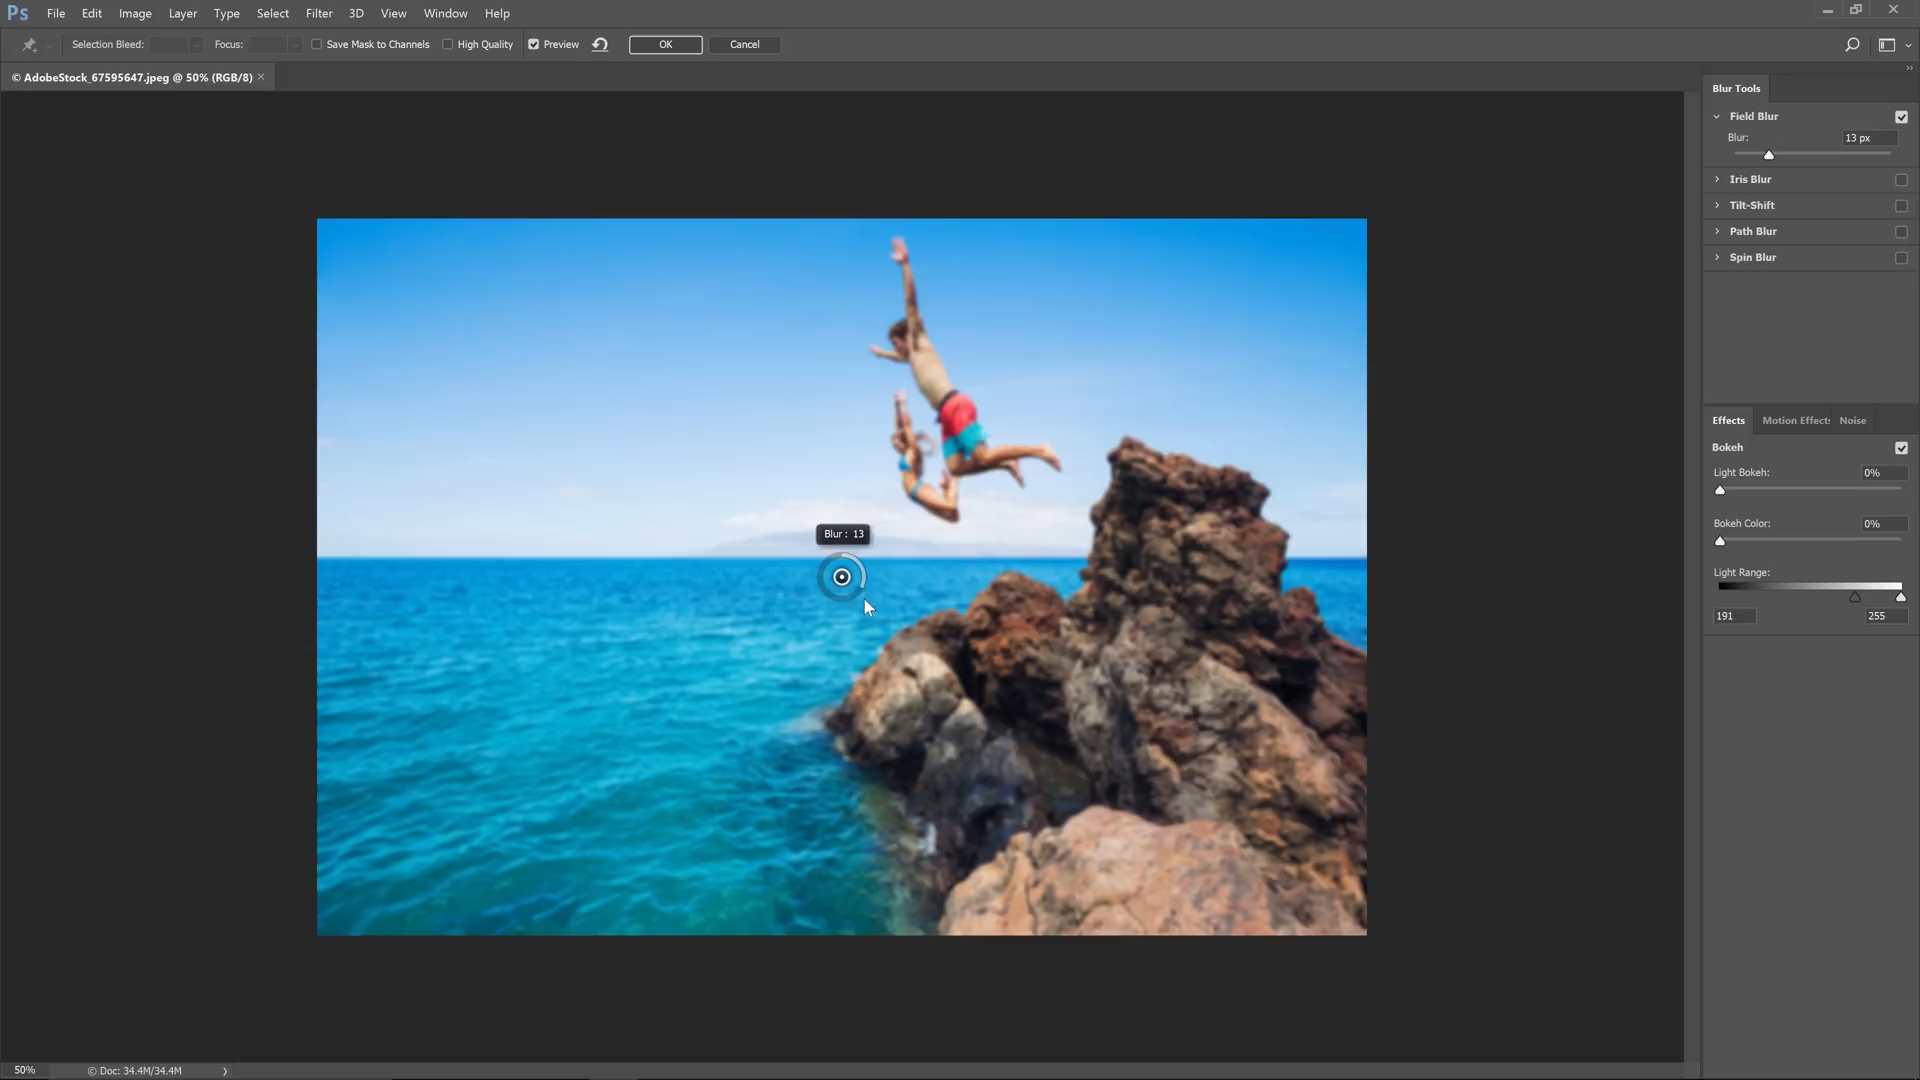 Ps File Edit Image Layer Type Select Filter 3D View Window Help
Selection Bleed: Focus: Save Mask to Channels High Quality Preview OK Cancel
© AdobeStock_67595647.jpeg @ 50% (RGB/8) ×
Blur Tools
Field Blur
Blur: 13 px
Iris Blur
Tilt-Shift
Path Blur
Spin Blur
Blur : 13
Effects Motion Effects Noise
Bokeh
Light Bokeh: 0%
Bokeh Color: 0%
Light Range:
191 255
50% © Doc: 34.4M/34.4M